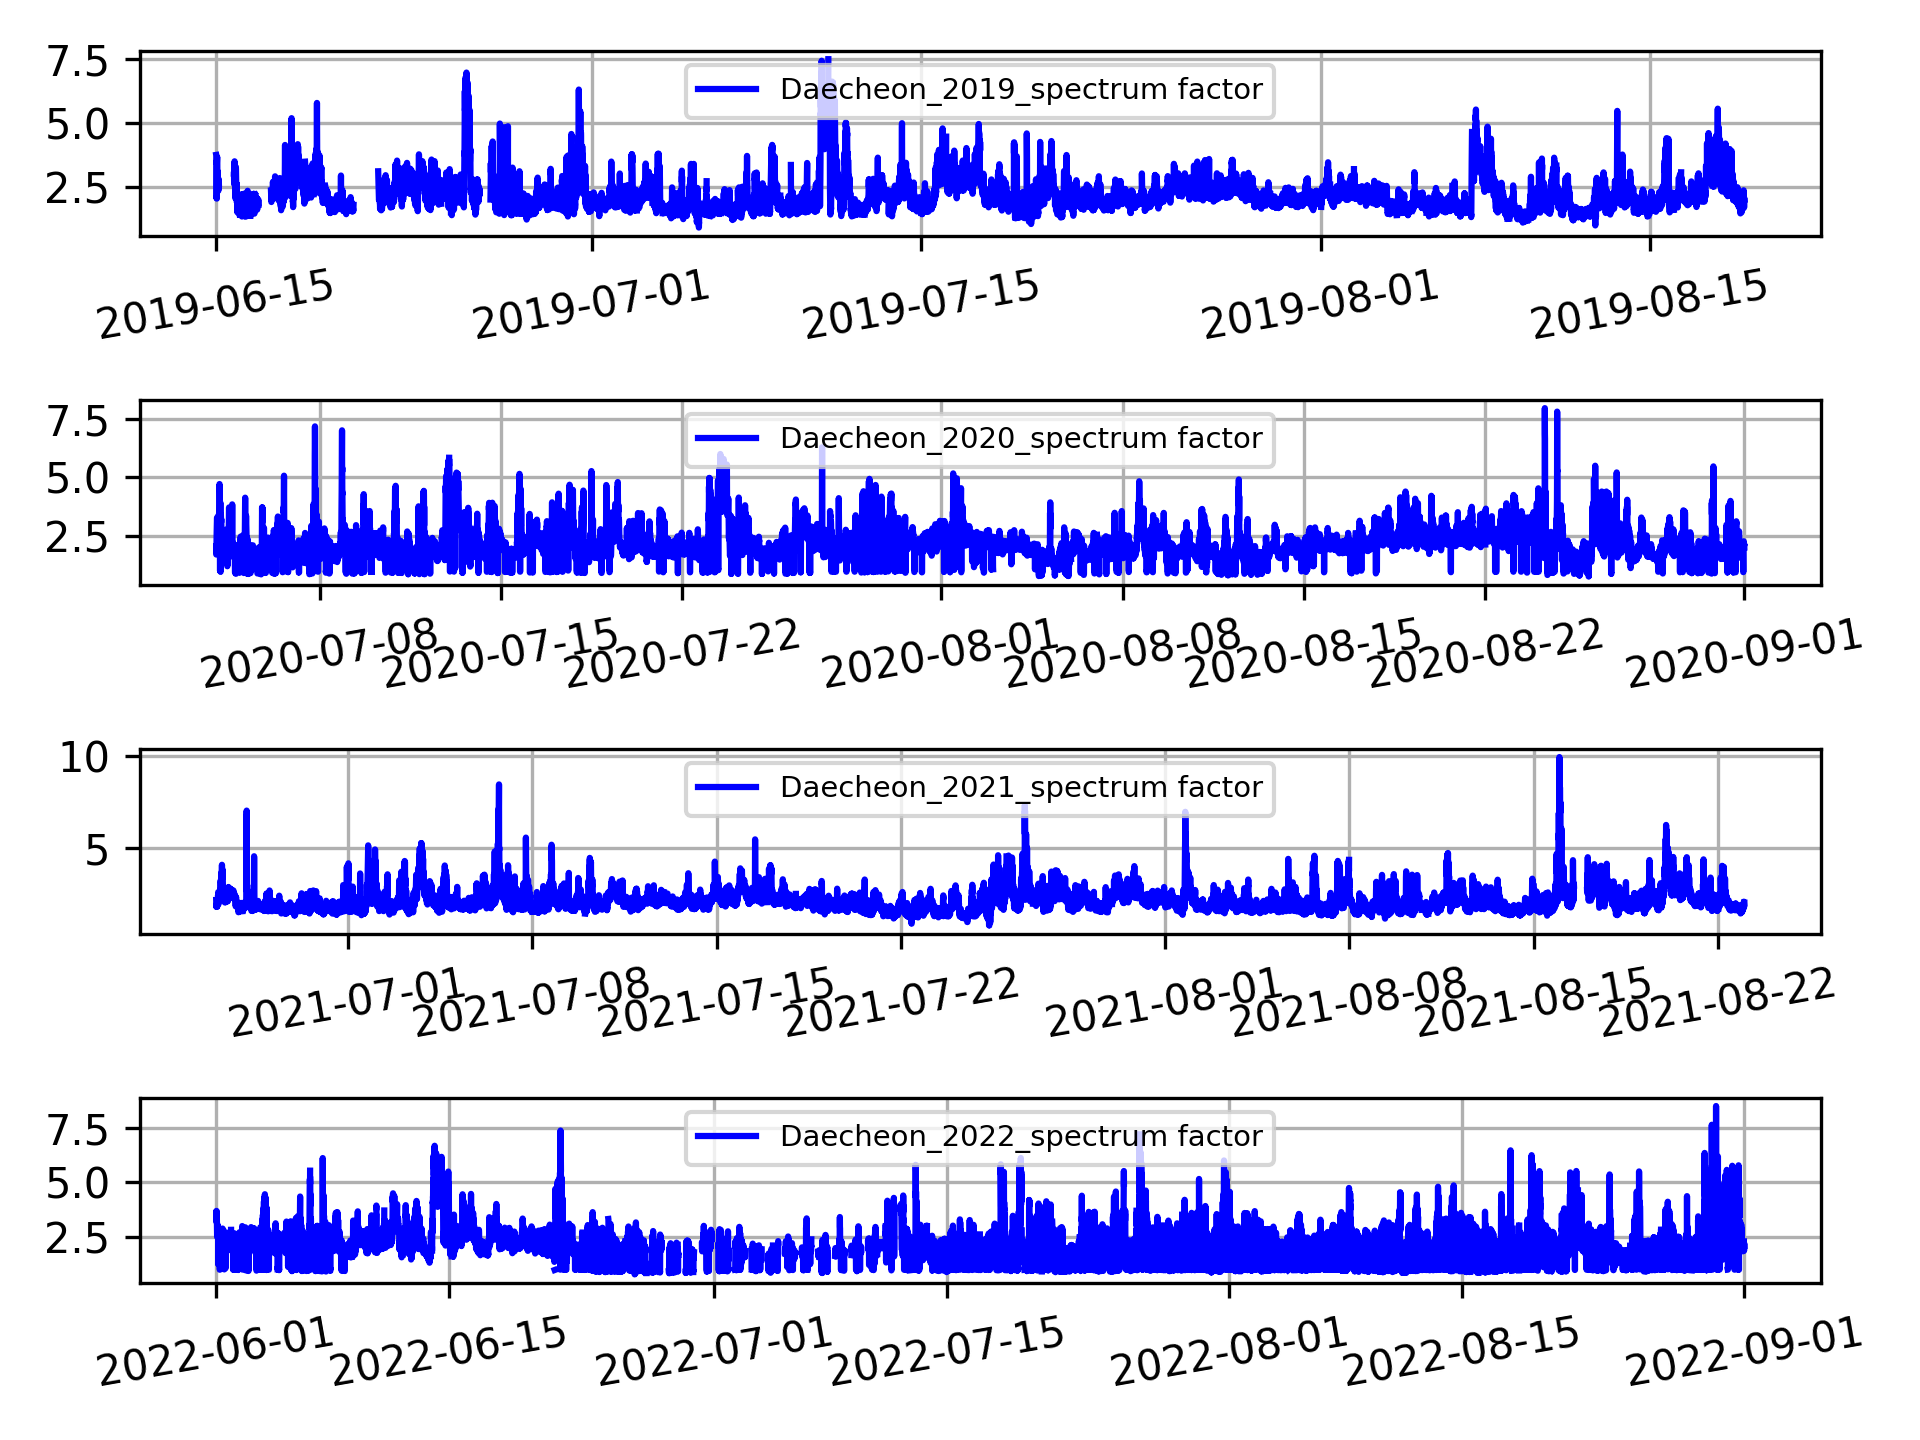 7.5
5.0
2.5
Daecheon_2019_spectrum factor
2019-06-15 2019-07-01 2019-07-15 2019-08-01 2019-08-15
7.5
5.0
2.5
Daecheon_2020_spectrum factor
2020-07-08 2020-07-15 2020-07-22 2020-08-01 2020-08-08 2020-08-15 2020-08-22 2020-09-01
10
5
Daecheon_2021_spectrum factor
2021-07-01 2021-07-08 2021-07-15 2021-07-22 2021-08-01 2021-08-08 2021-08-15 2021-08-22
7.5
5.0
2.5
Daecheon_2022_spectrum factor
2022-06-01 2022-06-15 2022-07-01 2022-07-15 2022-08-01 2022-08-15 2022-09-01